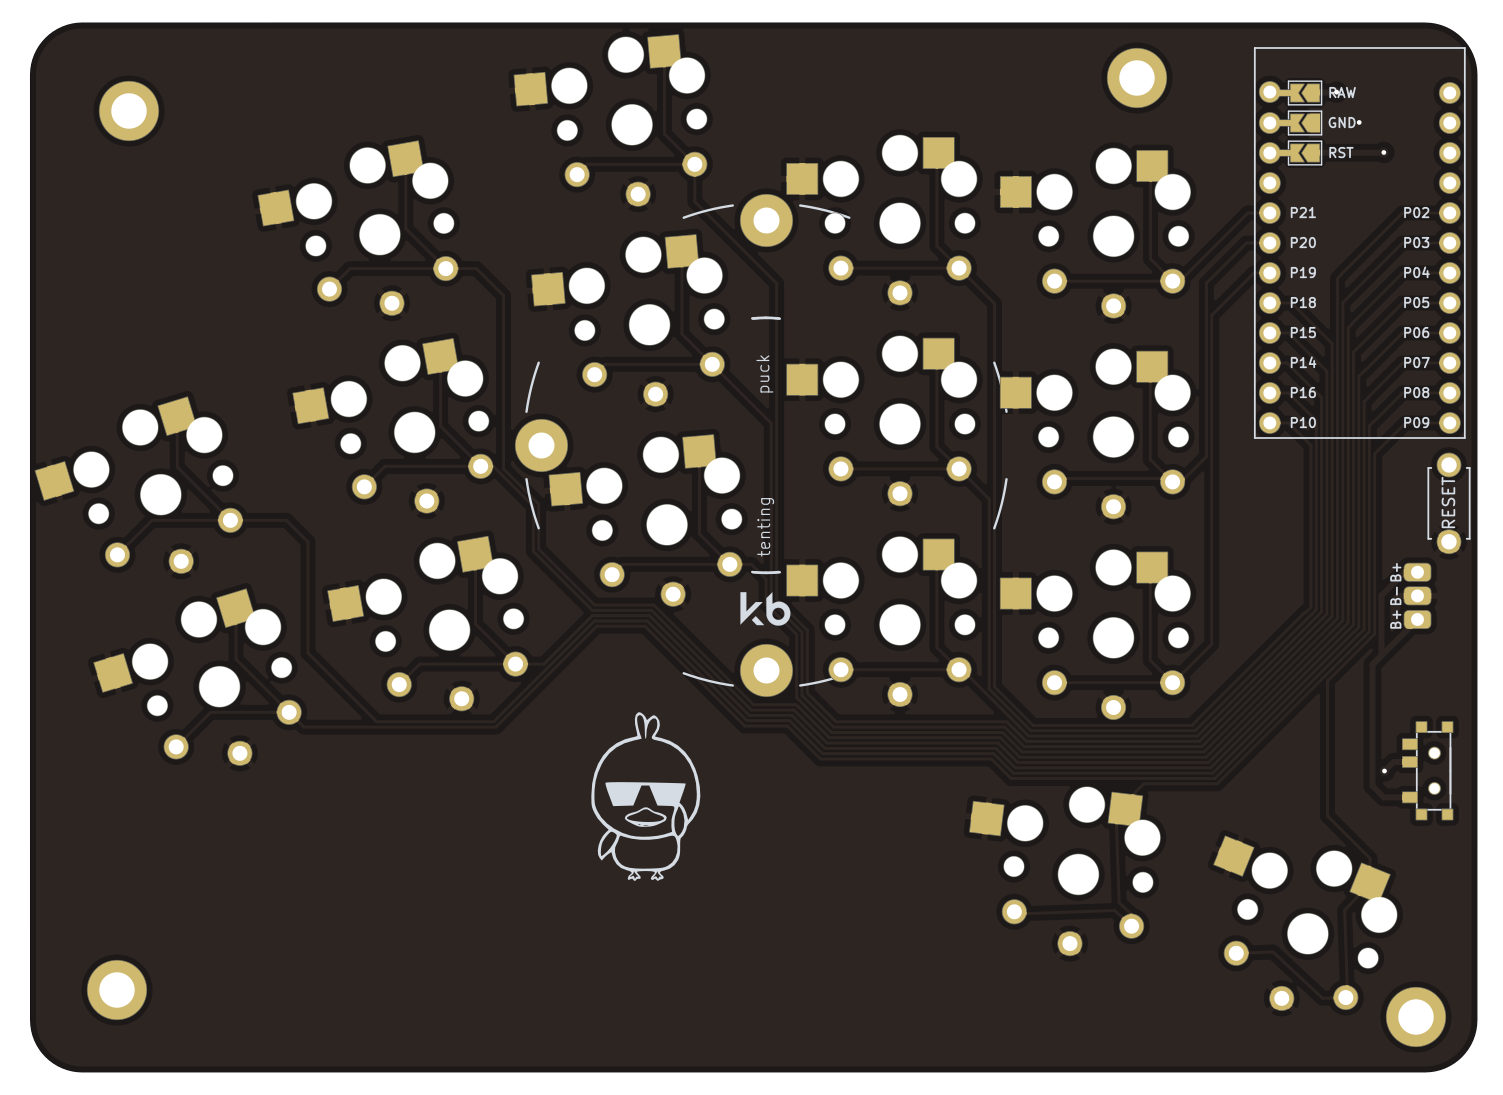 RAW
GND
RST
P21 P02
P20 P03
P19 P04
P18 P05
P15 P06
P14 P07
P16 P08
P10 P09
puck
tenting
kb
RESET
B+B-B+